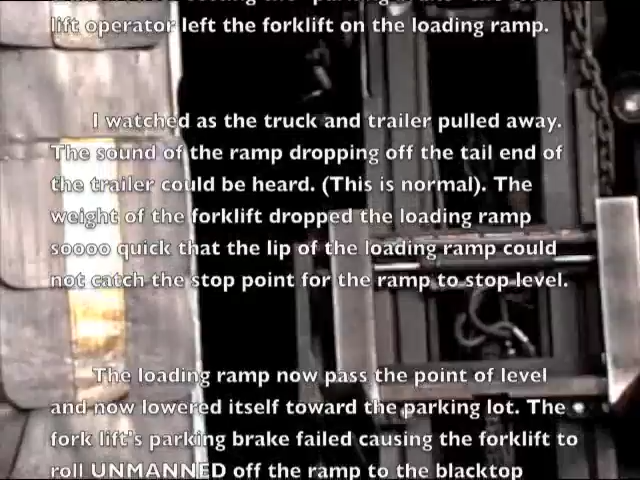 lift operator left the forklift on the loading ramp.
I watched as the truck and trailer pulled away.
The sound of the ramp dropping off the tail end of
the trailer could be heard. (This is normal). The
weight of the forklift dropped the loading ramp
soooo quick that the lip of the loading ramp could
not catch the stop point for the ramp to stop level.
The loading ramp now pass the point of level
and now lowered itself toward the parking lot. The
fork lift's parking brake failed causing the forklift to
roll UNMANNED off the ramp to the blacktop